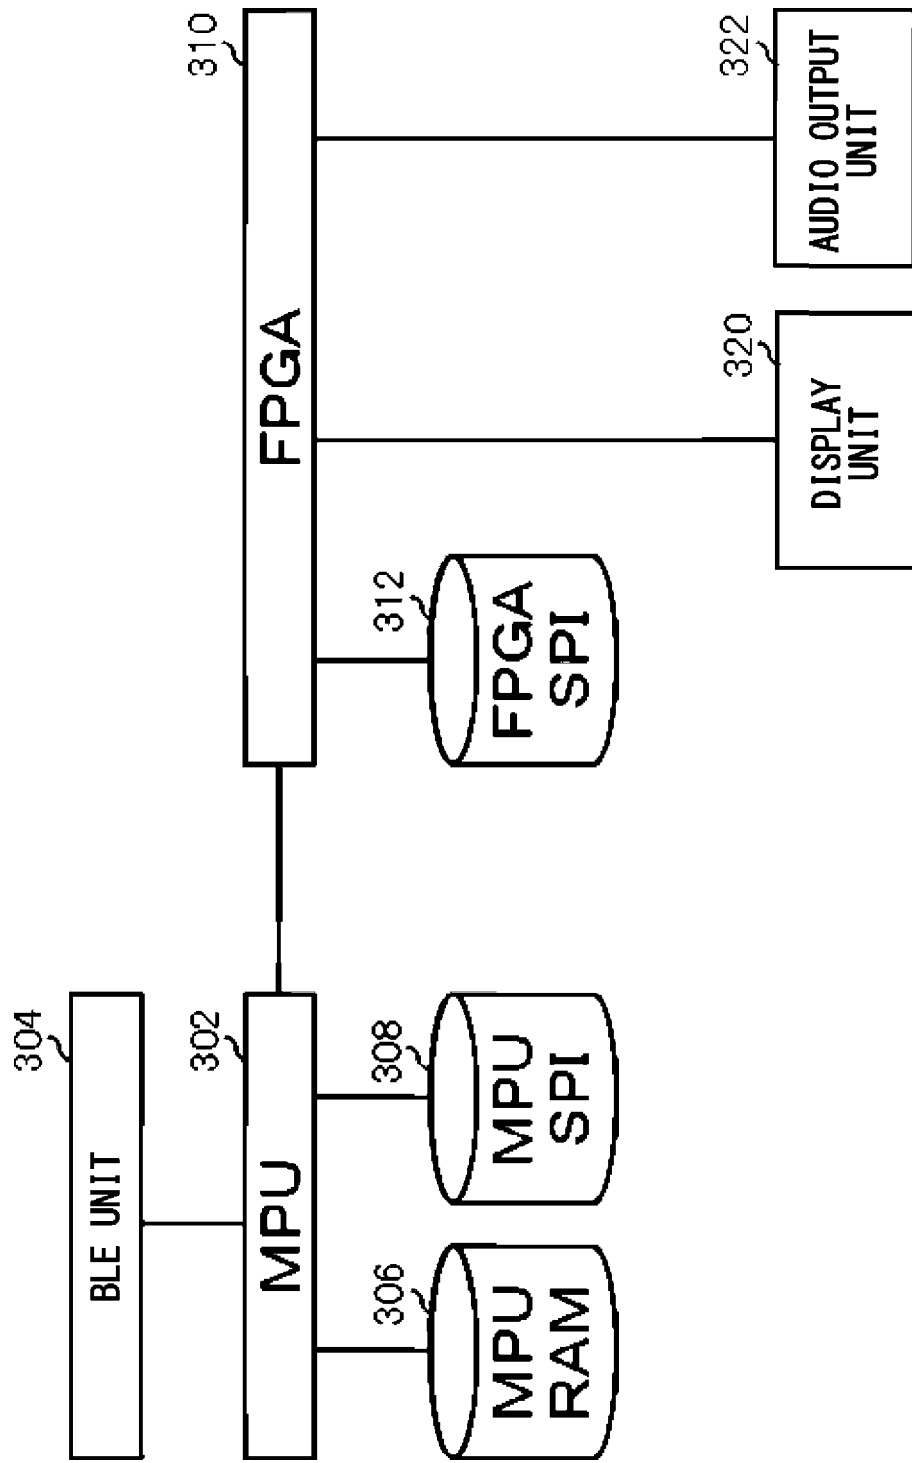 304
BLE UNIT
302
MPU
310
FPGA
306
MPU
RAM
308
MPU
SPI
312
FPGA
SPI
320
DISPLAY
UNIT
322
AUDIO OUTPUT
UNIT